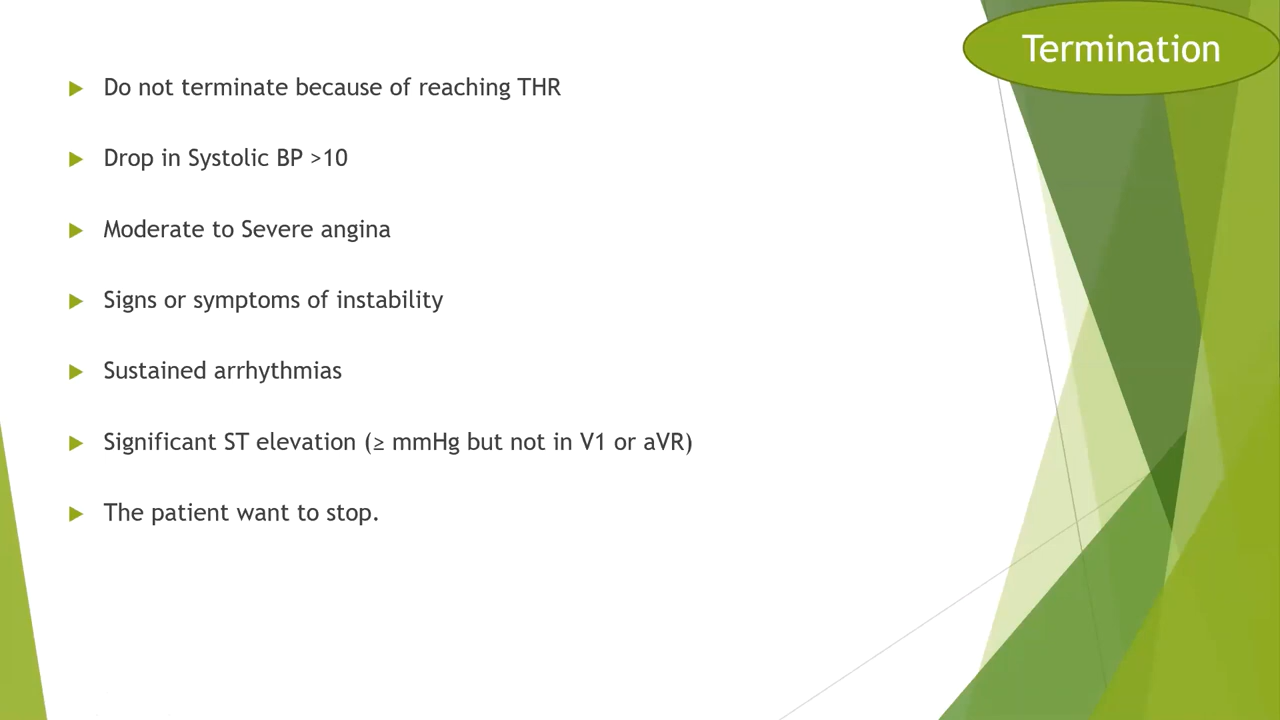 Termination
Do not terminate because of reaching THR
Drop in Systolic BP >10
Moderate to Severe angina
Signs or symptoms of instability
Sustained arrhythmias
Significant ST elevation (≥ mmHg but not in V1 or aVR)
The patient want to stop.